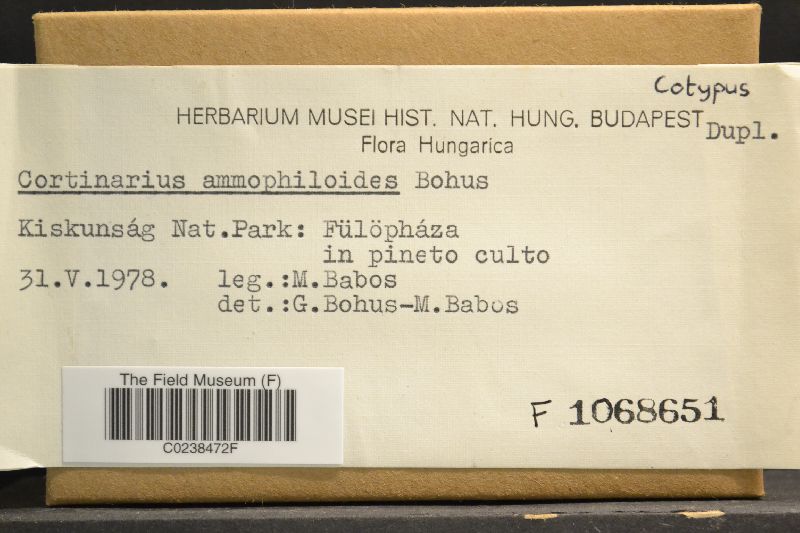 Cotypus
HERBARIUM MUSEI HIST. NAT. HUNG. BUDAPEST
Dupl.
Flora Hungarica
Cortinarius ammophiloides Bohus
Kiskunság Nat.Park: Fülöpháza
in pineto culto
31.V.1978. leg.:M.Babos
det.:G.Bohus-M.Babos
The Field Museum (F)
C0238472F
F 1068651